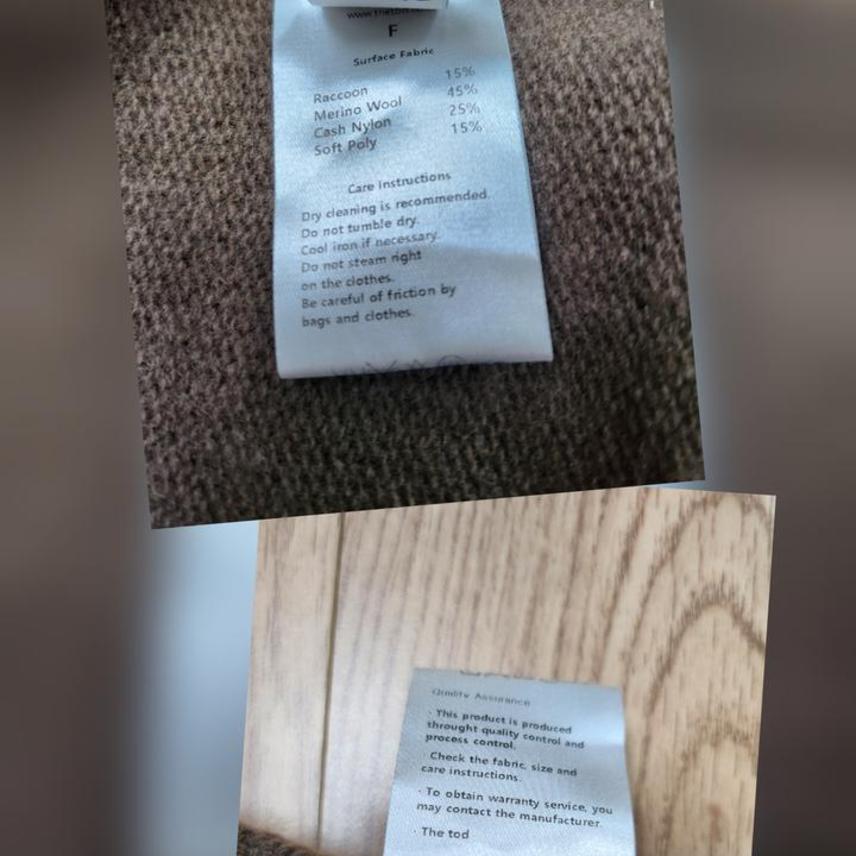 F
Surface Fabric
Raccoon 15%
Merino Wool 45%
Cash Nylon 25%
Soft Poly 15%
Care Instructions
Dry cleaning is recommended.
Do not tumble dry.
Cool iron if necessary.
Do not steam right
on the clothes.
Be careful of friction by
bags and clothes.
Quality Assurance
· This product is produced
throught quality control and
process control.
· Check the fabric, size and
care instructions.
· To obtain warranty service, you
may contact the manufacturer.
· The tod